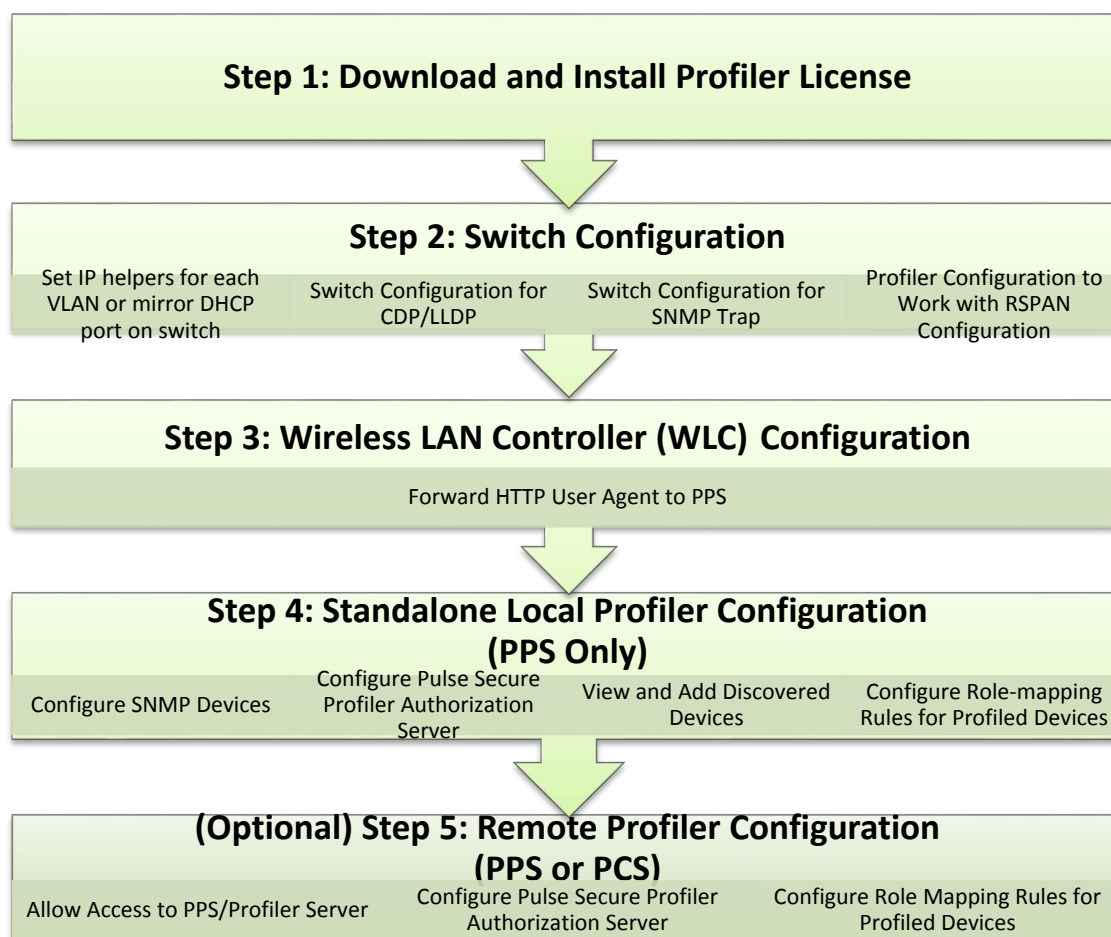 Step 1: Download and Install Profiler License
Step 2: Switch Configuration
Set IP helpers for each
VLAN or mirror DHCP
port on switch
Switch Configuration for
CDP/LLDP
Switch Configuration for
SNMP Trap
Profiler Configuration to
Work with RSPAN
Configuration
Step 3: Wireless LAN Controller (WLC) Configuration
Forward HTTP User Agent to PPS
Step 4: Standalone Local Profiler Configuration
(PPS Only)
Configure SNMP Devices
Configure Pulse Secure
Profiler Authorization
Server
View and Add Discovered
Devices
Configure Role-mapping
Rules for Profiled Devices
(Optional) Step 5: Remote Profiler Configuration
(PPS or PCS)
Allow Access to PPS/Profiler Server
Configure Pulse Secure Profiler
Authorization Server
Configure Role Mapping Rules for
Profiled Devices